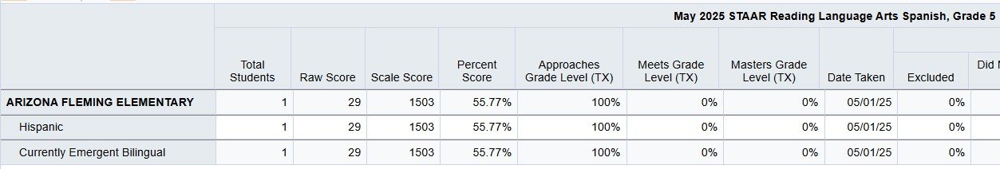 May 2025 STAAR Reading Language Arts Spanish, Grade 5
Total Students Raw Score Scale Score Percent Score Approaches Grade Level (TX) Meets Grade Level (TX) Masters Grade Level (TX) Date Taken Excluded Did
ARIZONA FLEMING ELEMENTARY 1 29 1503 55.77% 100% 0% 0% 05/01/25 0%
Hispanic 1 29 1503 55.77% 100% 0% 0% 05/01/25 0%
Currently Emergent Bilingual 1 29 1503 55.77% 100% 0% 0% 05/01/25 0%